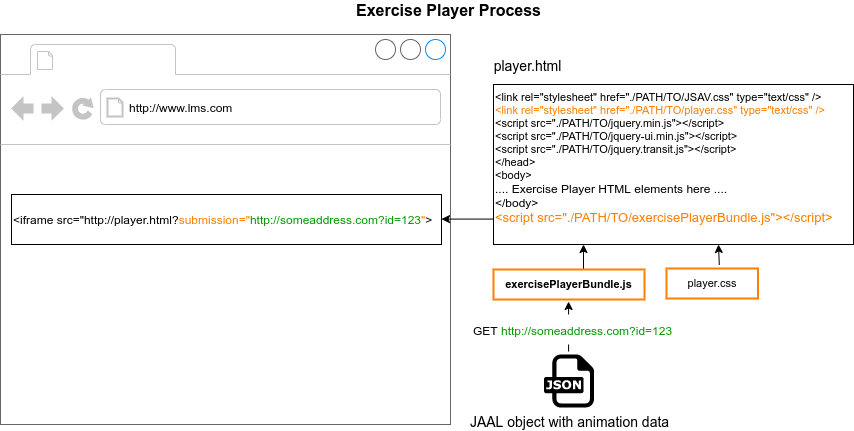 Exercise Player Process
http://www.lms.com
<iframe src="http://player.html?submission="http://someaddress.com?id=123">
player.html
<link rel="stylesheet" href="./PATH/TO/JSAV.css" type="text/css" />
<link rel="stylesheet" href="./PATH/TO/player.css" type="text/css" />
<script src="./PATH/TO/jquery.min.js"></script>
<script src="./PATH/TO/jquery-ui.min.js"></script>
<script src="./PATH/TO/jquery.transit.js"></script>
</head>
<body>
.... Exercise Player HTML elements here ....
</body>
<script src="./PATH/TO/exercisePlayerBundle.js"></script>
exercisePlayerBundle.js
player.css
GET http://someaddress.com?id=123
JSON
JAAL object with animation data